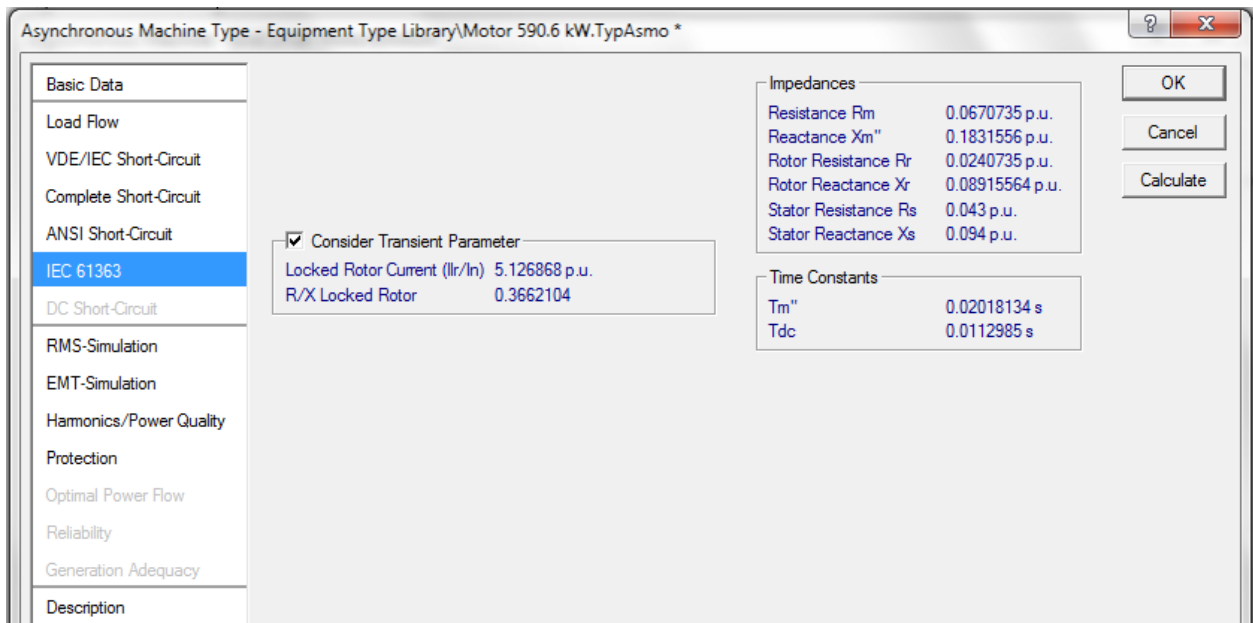 Asynchronous Machine Type - Equipment Type Library\Motor 590.6 kW.TypAsmo *
?
X
Basic Data
Load Flow
VDE/IEC Short-Circuit
Complete Short-Circuit
ANSI Short-Circuit
IEC 61363
DC Short-Circuit
RMS-Simulation
EMT-Simulation
Harmonics/Power Quality
Protection
Optimal Power Flow
Reliability
Generation Adequacy
Description
Consider Transient Parameter
Locked Rotor Current (Ilr/In) 5.126868 p.u.
R/X Locked Rotor 0.3662104
Impedances
Resistance Rm 0.0670735 p.u.
Reactance Xm" 0.1831556 p.u.
Rotor Resistance Rr 0.0240735 p.u.
Rotor Reactance Xr 0.08915564 p.u.
Stator Resistance Rs 0.043 p.u.
Stator Reactance Xs 0.094 p.u.
Time Constants
Tm" 0.02018134 s
Tdc 0.0112985 s
OK
Cancel
Calculate